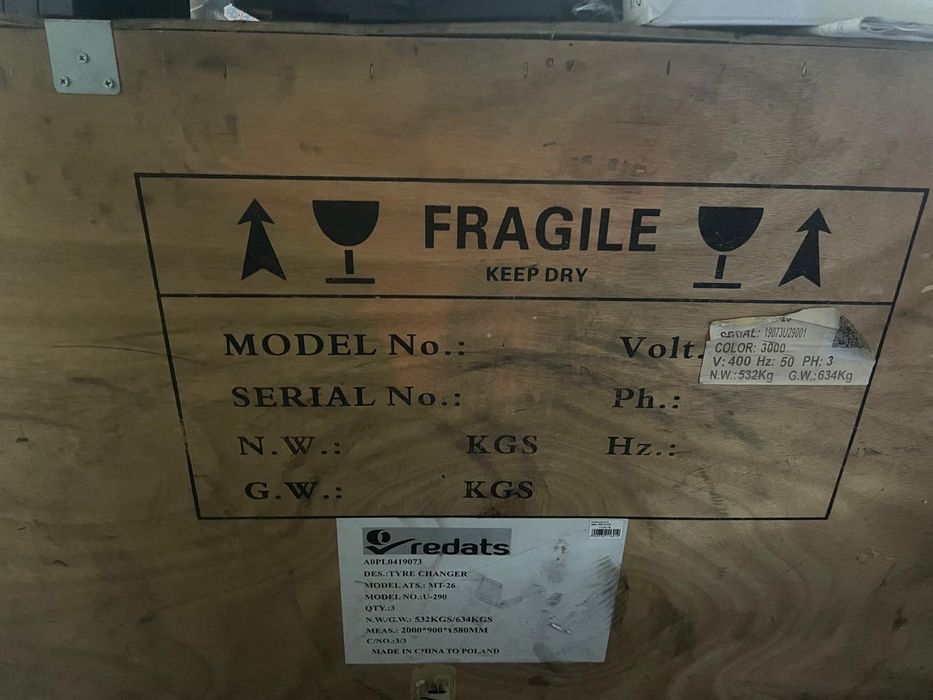 FRAGILE
KEEP DRY
MODEL No.:
Volt.
SERIAL: 19073U29001
COLOR: 3000
V: 400 Hz: 50 PH: 3
N.W.:532Kg G.W.:634Kg
SERIAL No.:
Ph.:
N.W.: KGS
Hz.:
G.W.: KGS
redats
A0PL0419073
DES.:TYRE CHANGER
MODEL ATS.: MT-26
MODEL NO.:U-290
QTY.:3
N.W/G.W.: 532KGS/634KGS
MEAS.: 2000*900*1580MM
C/NO.:3/3
MADE IN CHINA TO POLAND